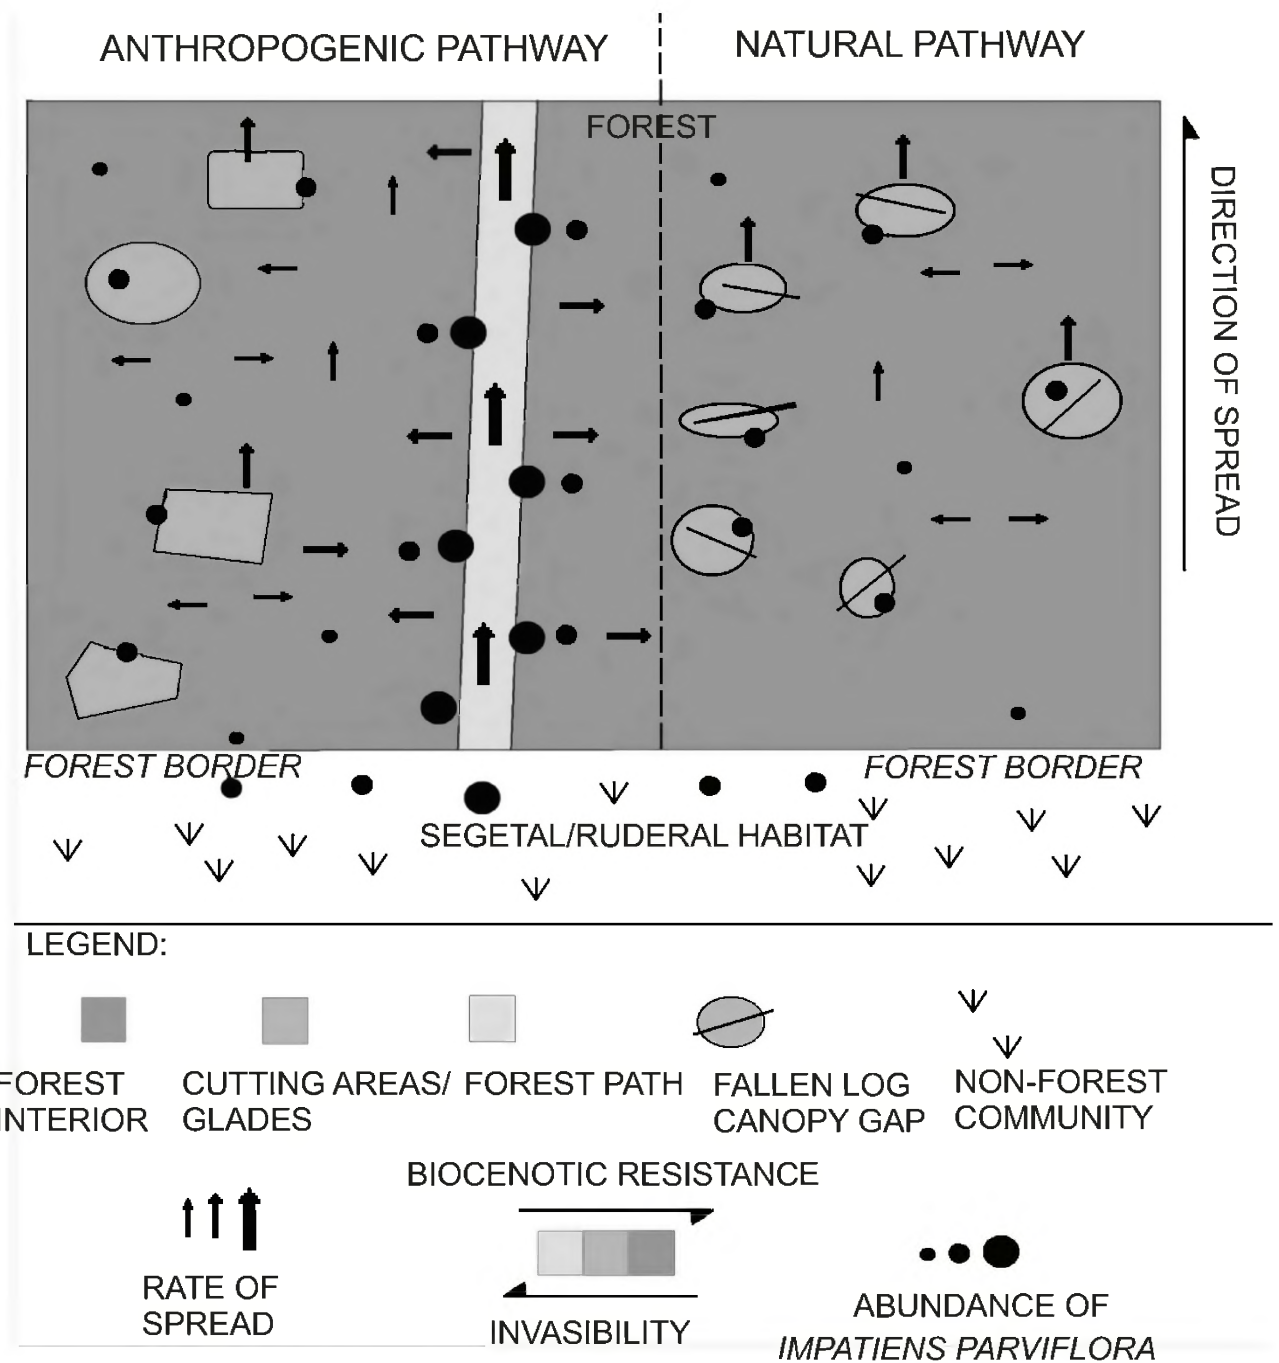 ANTHROPOGENIC PATHWAY
NATURAL PATHWAY
FOREST
DIRECTION OF SPREAD
FOREST BORDER
FOREST BORDER
SEGETAL/RUDERAL HABITAT
LEGEND:
FOREST
INTERIOR
CUTTING AREAS/
GLADES
FOREST PATH
FALLEN LOG
CANOPY GAP
NON-FOREST
COMMUNITY
BIOCENOTIC RESISTANCE
RATE OF
SPREAD
INVASIBILITY
ABUNDANCE OF
IMPATIENS PARVIFLORA